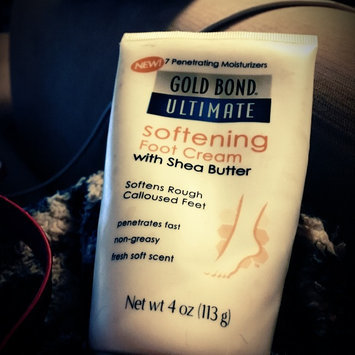 NEW! 7 Penetrating Moisturizers
GOLD BOND.
ULTIMATE
softening
Foot Cream
with Shea Butter
Softens Rough
Calloused Feet
penetrates fast
non-greasy
fresh soft scent
Net wt 4 oz (113 g)